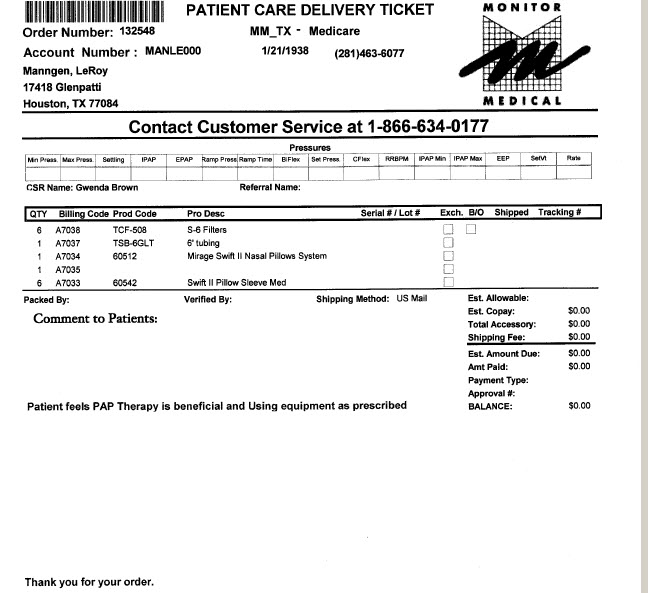 PATIENT CARE DELIVERY TICKET
MONITOR
MEDICAL
Order Number: 132548 MM_TX - Medicare
Account Number : MANLE000 1/21/1938 (281)463-6077
Manngen, LeRoy
17418 Glenpatti
Houston, TX 77084
Contact Customer Service at 1-866-634-0177
Pressures
Min Press. Max Press. Settling IPAP EPAP Ramp Press Ramp Time BiFlex Set Press. CFlex RRBPM IPAP Min IPAP Max EEP SetVt Rate
CSR Name: Gwenda Brown Referral Name:
QTY Billing Code Prod Code Pro Desc Serial # / Lot # Exch. B/O Shipped Tracking #
6 A7038 TCF-508 S-6 Filters
1 A7037 TSB-6GLT 6' tubing
1 A7034 60512 Mirage Swift II Nasal Pillows System
1 A7035
6 A7033 60542 Swift II Pillow Sleeve Med
Packed By: Verified By: Shipping Method: US Mail
Comment to Patients:
Est. Allowable:
Est. Copay: $0.00
Total Accessory: $0.00
Shipping Fee: $0.00
Est. Amount Due: $0.00
Amt Paid: $0.00
Payment Type:
Approval #:
BALANCE: $0.00
Patient feels PAP Therapy is beneficial and Using equipment as prescribed
Thank you for your order.